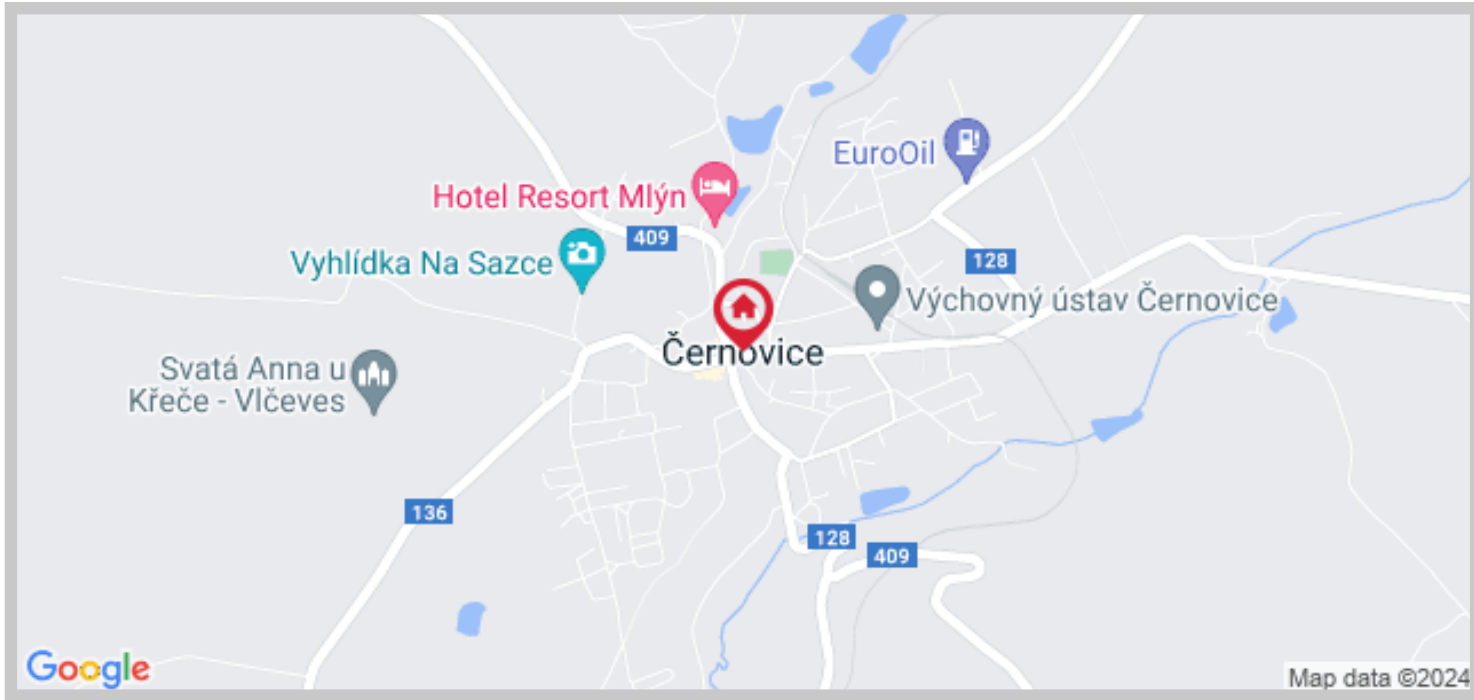 EuroOil
Hotel Resort Mlýn
409
Vyhlídka Na Sazce
128
Výchovný ústav Černovice
Černovice
Svatá Anna u
Křeče - Vlčeves
136
128
409
Google
Map data ©2024